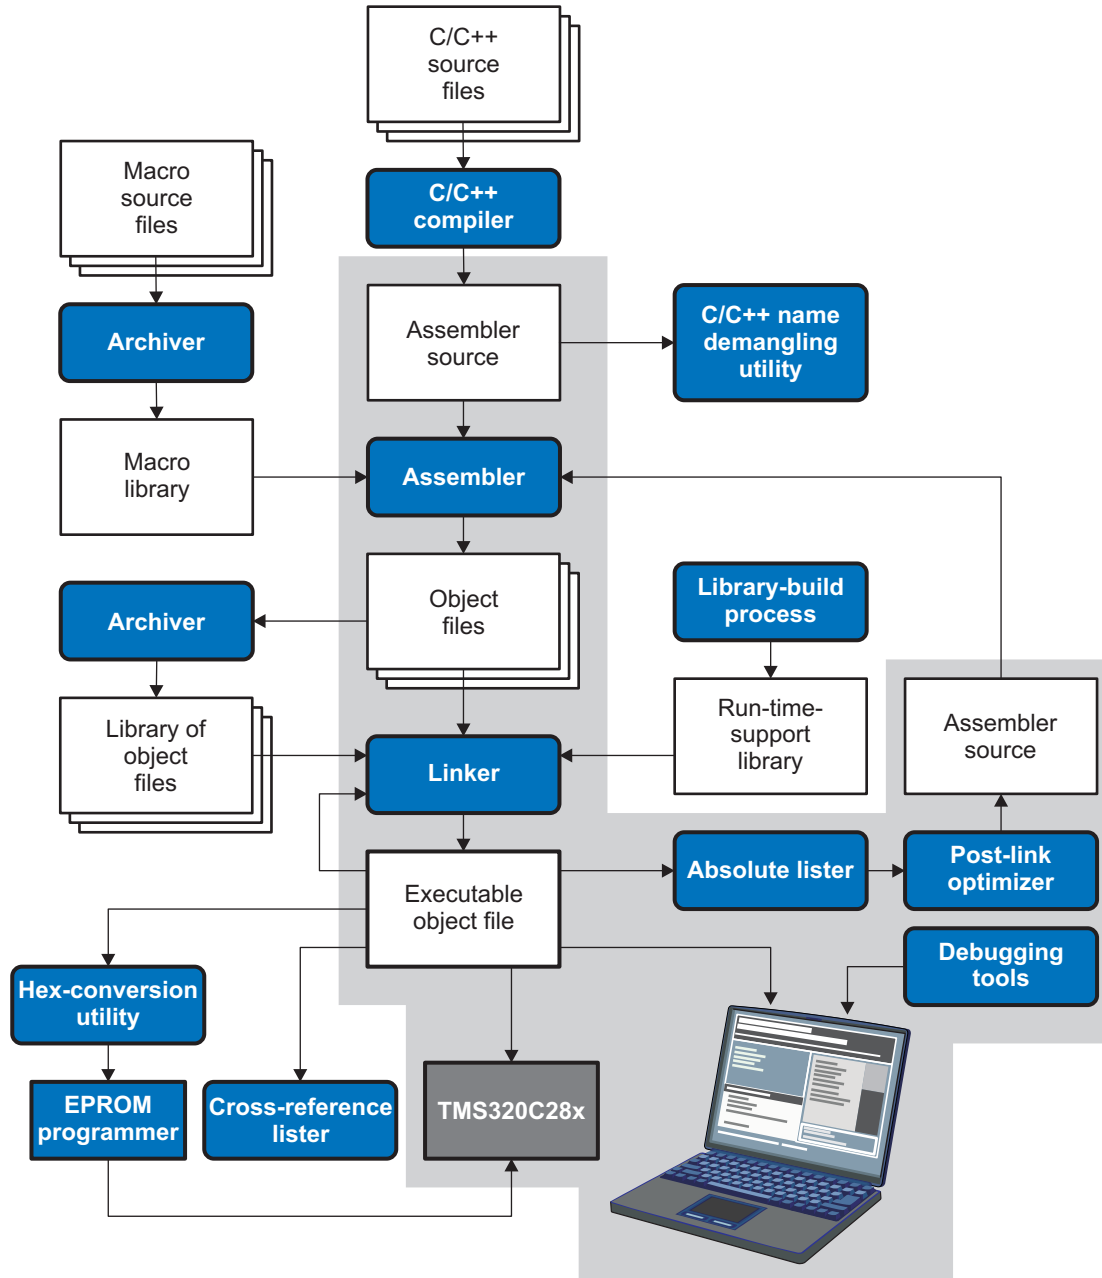 C/C++
source
files
Macro
source
files
C/C++
compiler
Archiver
Assembler
source
C/C++ name
demangling
utility
Macro
library
Assembler
Archiver
Object
files
Library-build
process
Library of
object
files
Linker
Run-time-
support
library
Assembler
source
Executable
object file
Absolute lister
Post-link
optimizer
Debugging
tools
Hex-conversion
utility
EPROM
programmer
Cross-reference
lister
TMS320C28x